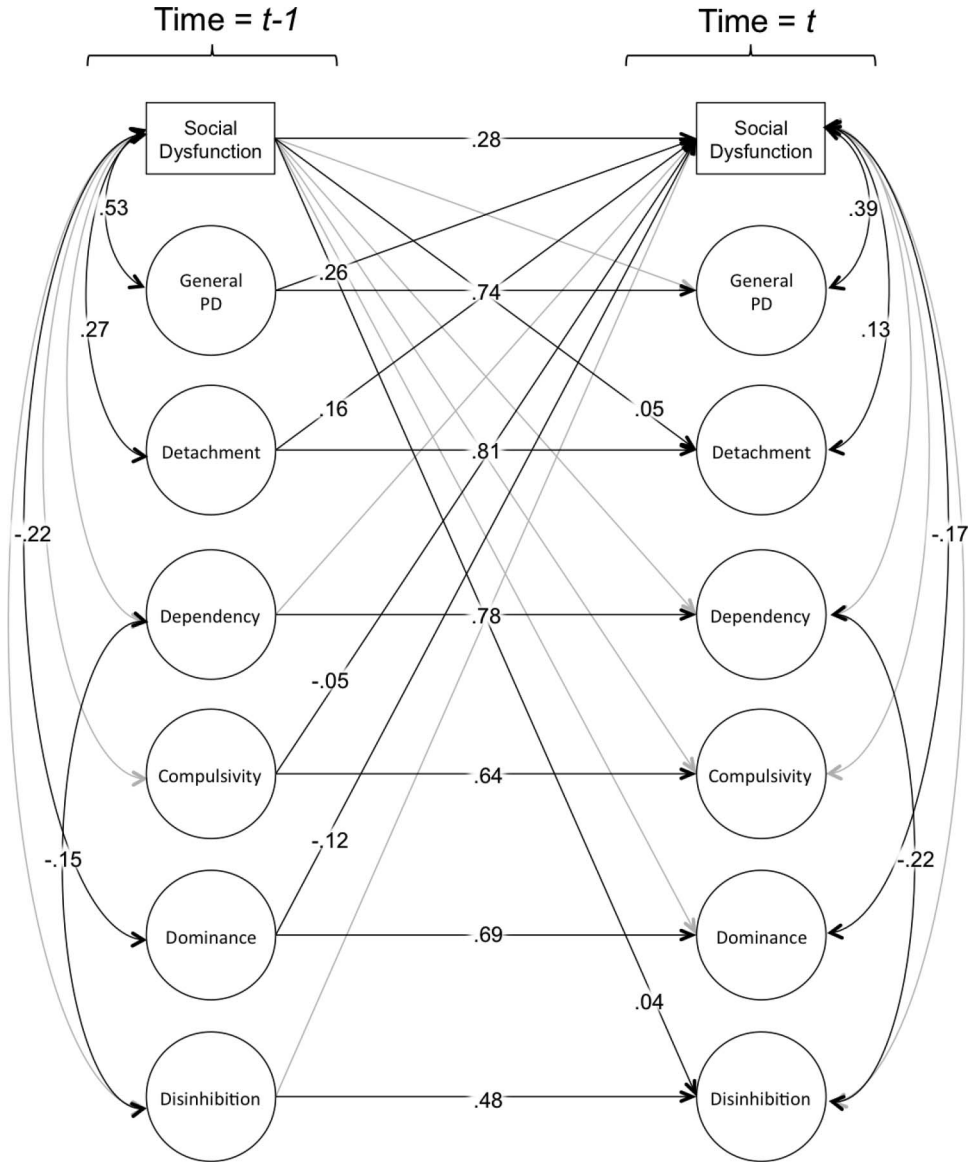 Time = t-1
Time = t
Social
Dysfunction
.28
Social
Dysfunction
.53
.39
General
PD
.26
.74
General
PD
.27
.13
Detachment
.16
.81
.05
Detachment
-.22
-.17
Dependency
.78
Dependency
-.05
Compulsivity
.64
Compulsivity
-.12
-.15
-.22
Dominance
.69
Dominance
.04
Disinhibition
.48
Disinhibition